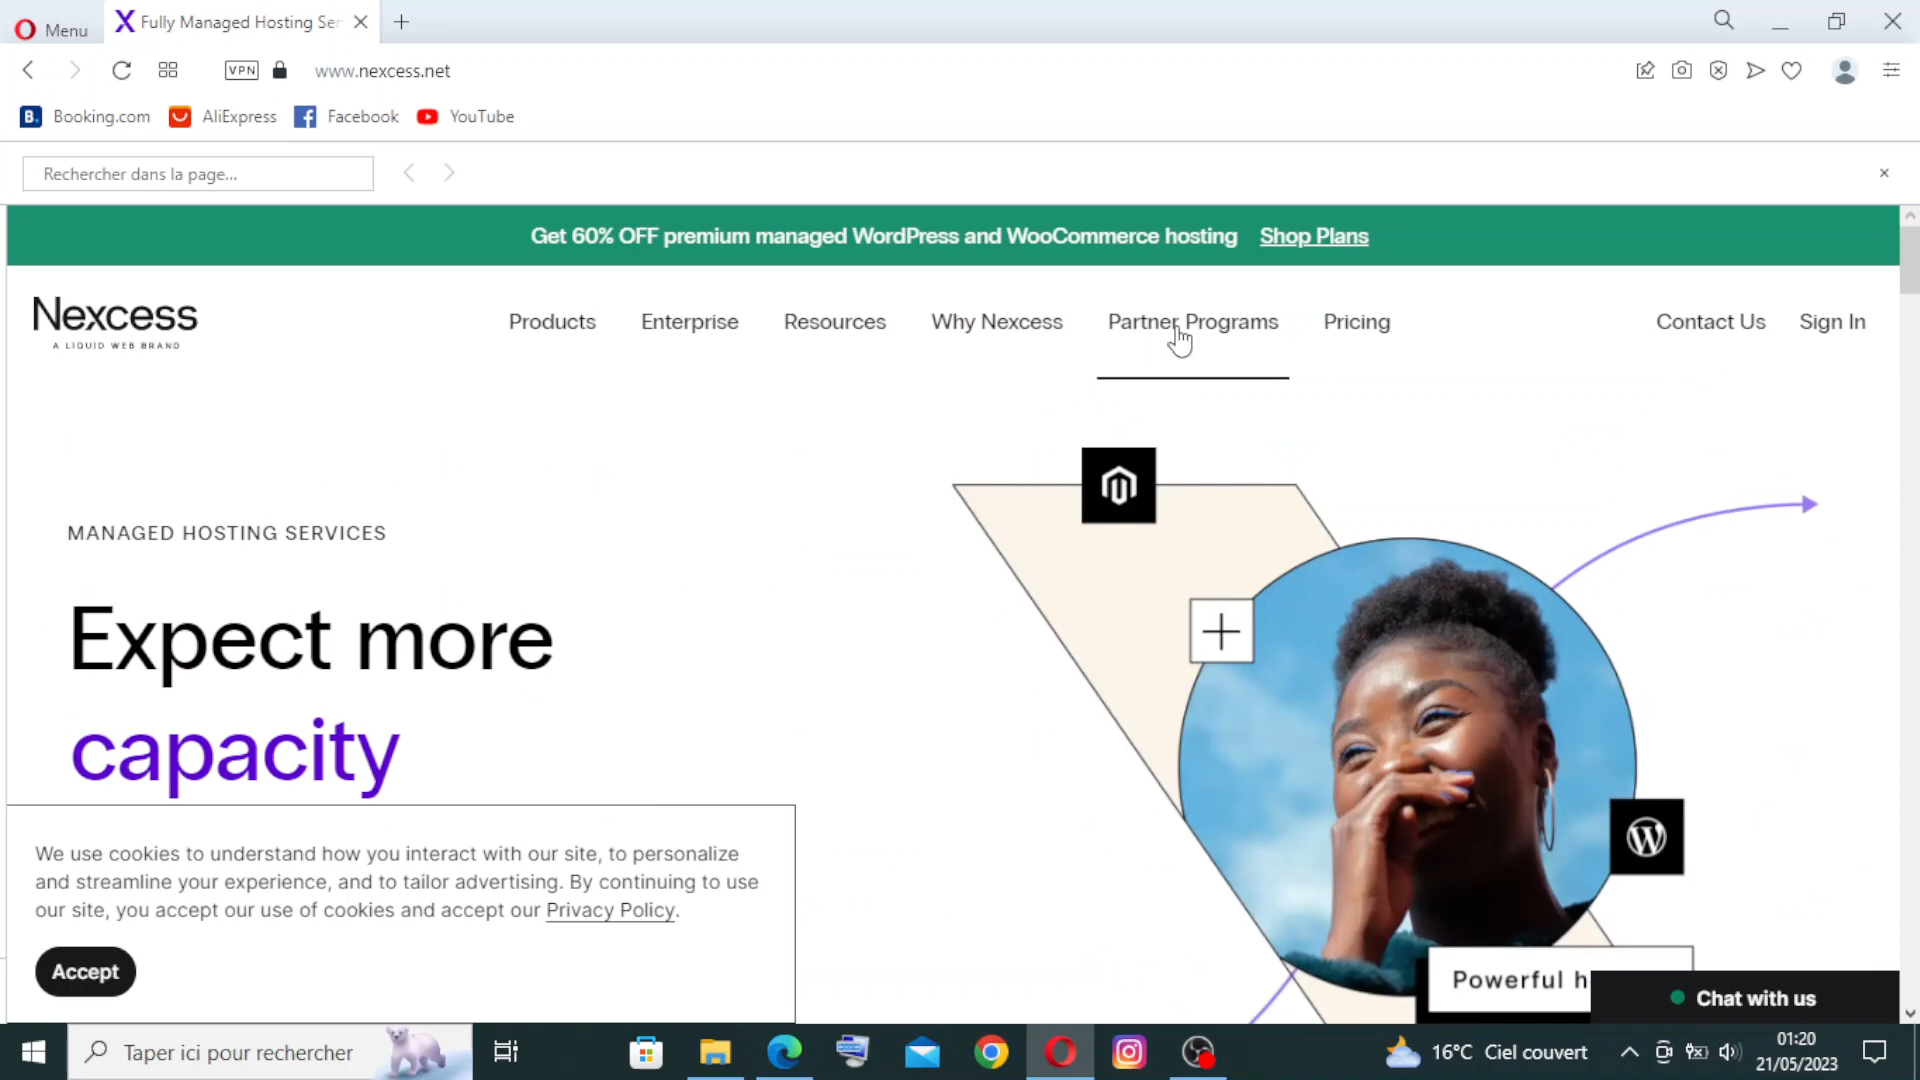 Menu
Fully Managed Hosting Ser
VPN
www.nexcess.net
B.
Booking.com
AliExpress
Facebook
YouTube
Rechercher dans la page...
Get 60% OFF premium managed WordPress and WooCommerce hosting Shop Plans
Nexcess
A LIQUID WEB BRAND
Products
Enterprise
Resources
Why Nexcess
Partner Programs
Pricing
Contact Us
Sign In
MANAGED HOSTING SERVICES
Expect more
capacity
We use cookies to understand how you interact with our site, to personalize
and streamline your experience, and to tailor advertising. By continuing to use
our site, you accept our use of cookies and accept our Privacy Policy.
Accept
Powerful h
Chat with us
Taper ici pour rechercher
16°C Ciel couvert
01:20
21/05/2023